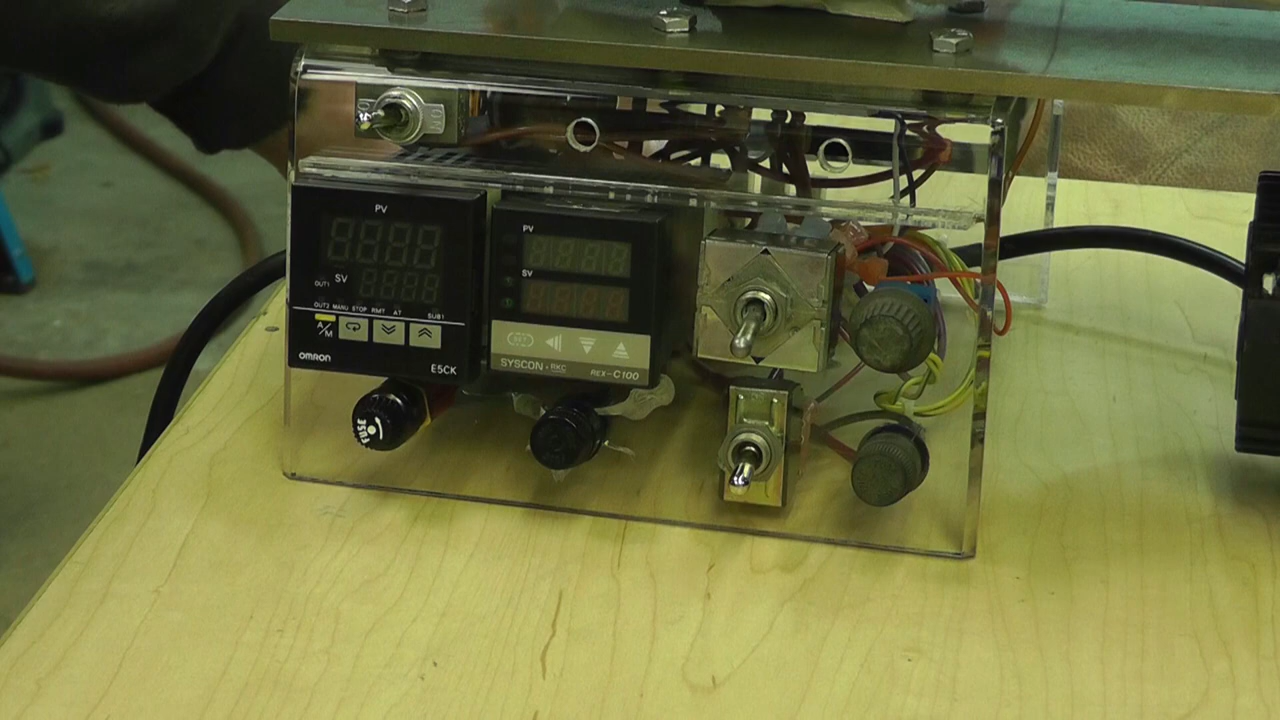 PV
SV
OUT1
OUT2 MANU STOP RMT AT SUB1
A/M
omron
E5CK
PV
SV
SYSCON - RKC
REX-C100
FUSE